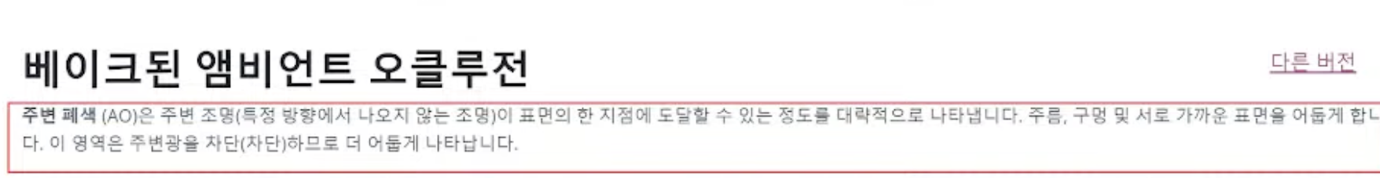 베이크된 앰비언트 오클루전
다른 버전
주변 폐색 (AO)은 주변 조명(특정 방향에서 나오지 않는 조명)이 표면의 한 지점에 도달할 수 있는 정도를 대략적으로 나타냅니다. 주름, 구멍 및 서로 가까운 표면을 어둡게 합니
다. 이 영역은 주변광을 차단(차단)하므로 더 어둡게 나타납니다.